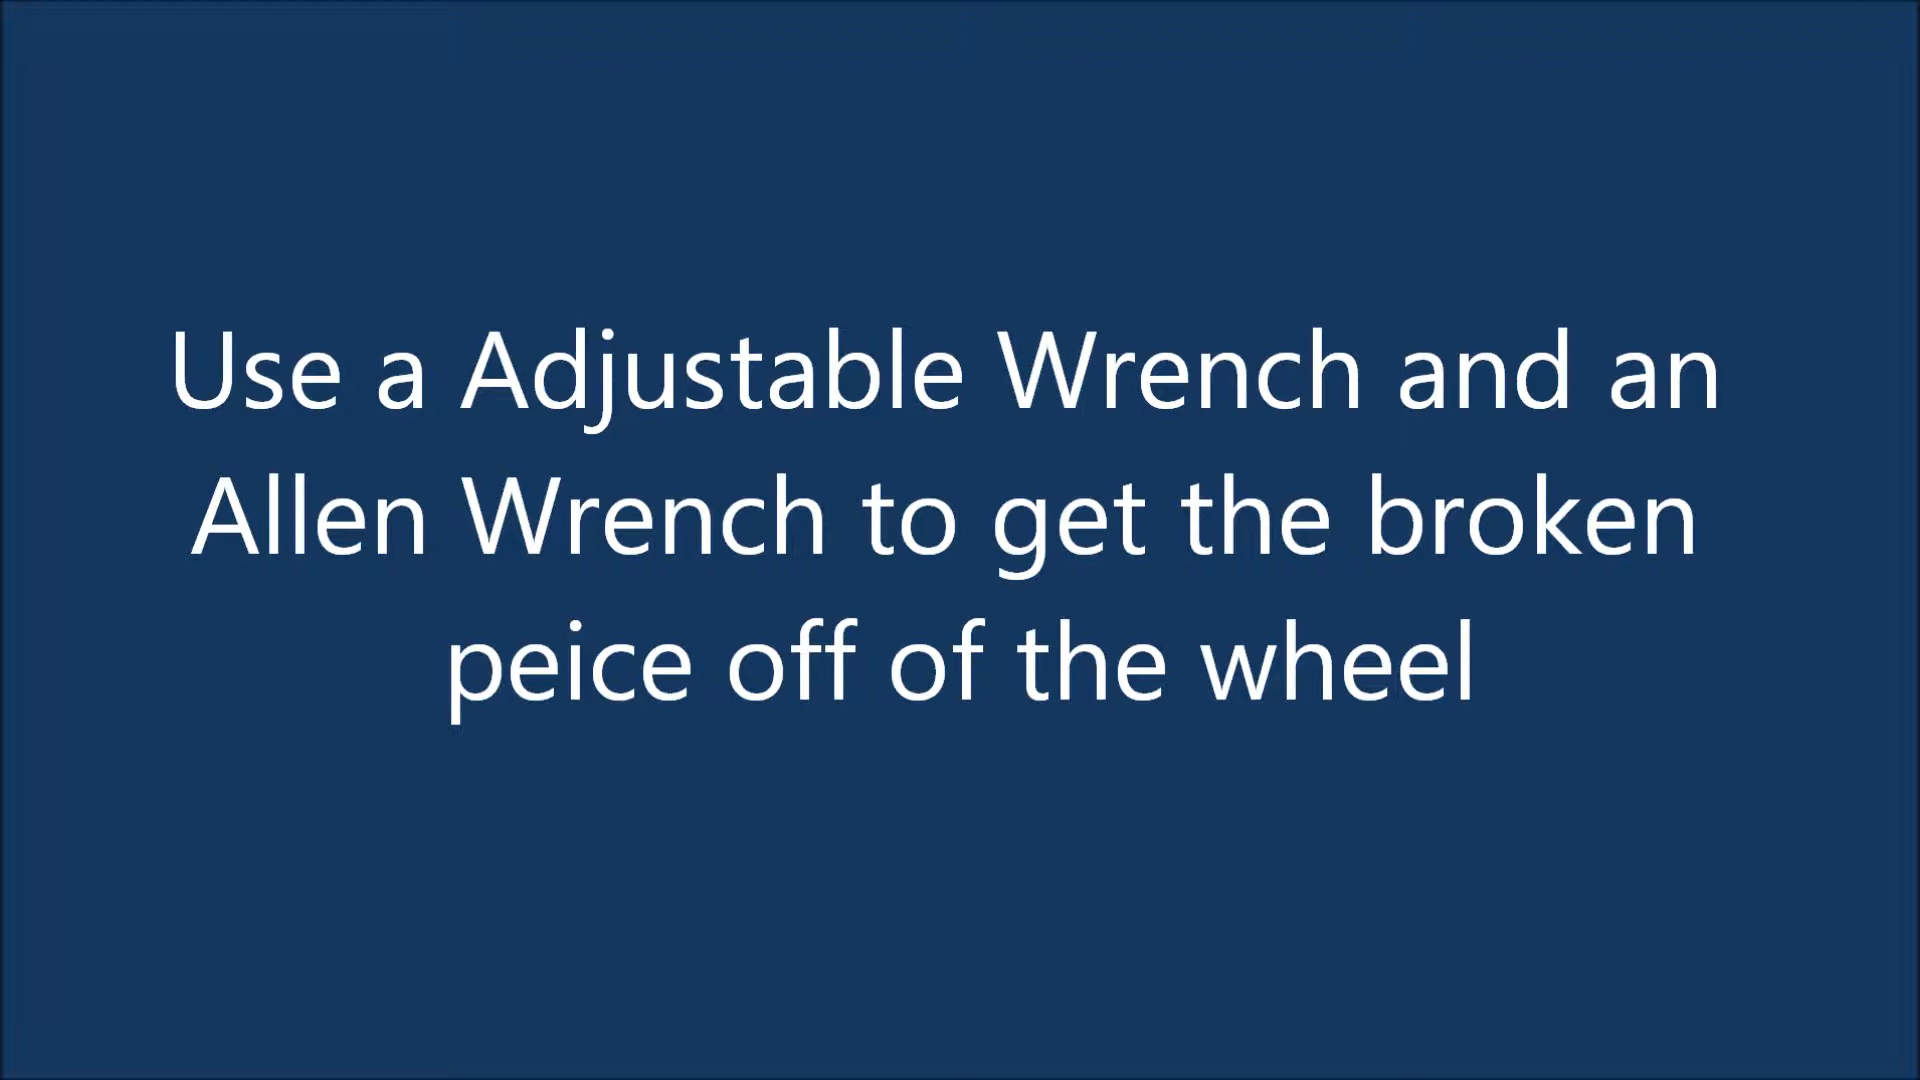 Use a Adjustable Wrench and an
Allen Wrench to get the broken
peice off of the wheel